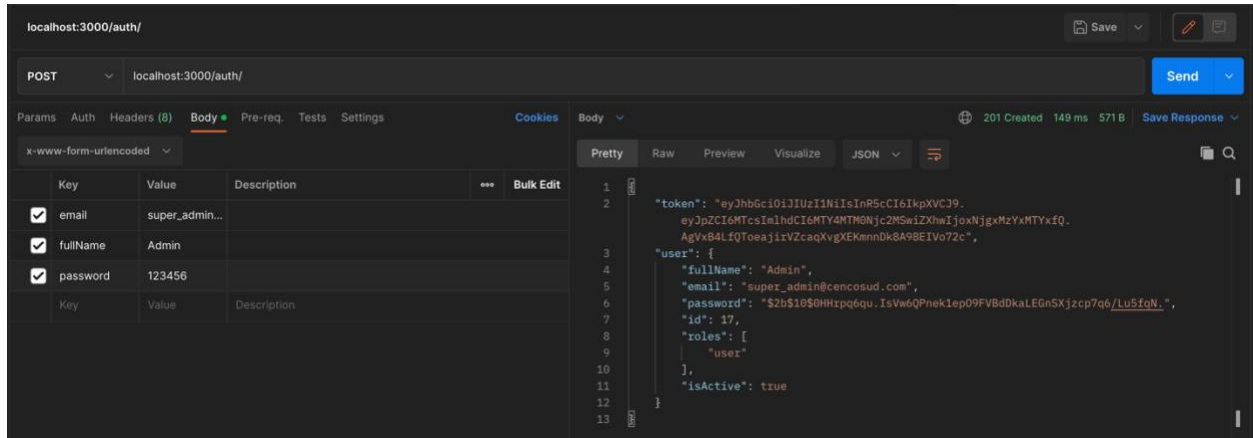 localhost:3000/auth/
Save
POST
localhost:3000/auth/
Send
Params Auth Headers (8) Body Pre-req. Tests Settings Cookies
x-www-form-urlencoded
Key Value Description ooo Bulk Edit
email super_admin...
fullName Admin
password 123456
Key Value Description
Body 201 Created 149 ms 571 B Save Response
Pretty Raw Preview Visualize JSON
1 {
2 "token": "eyJhbGciOiJIUzI1NiIsInR5cCI6IkpXVCJ9.
eyJpZCI6MTcsImlhdCI6MTY4MTM0Njc2MSwiZXhwIjoxNjgxMzYxMTYxfQ.
AgVxB4LfQToeajirVZcaqXvgXEKmnnDk8A9BEIVo72c",
3 "user": {
4 "fullName": "Admin",
5 "email": "super_admin@cencosud.com",
6 "password": "$2b$10$0HHrpq6qu.IsVw6QPnek1epO9FVBdDkaLEGnSXjzcp7q6/Lu5fqN.",
7 "id": 17,
8 "roles": [
9 "user"
10 ],
11 "isActive": true
12 }
13 }